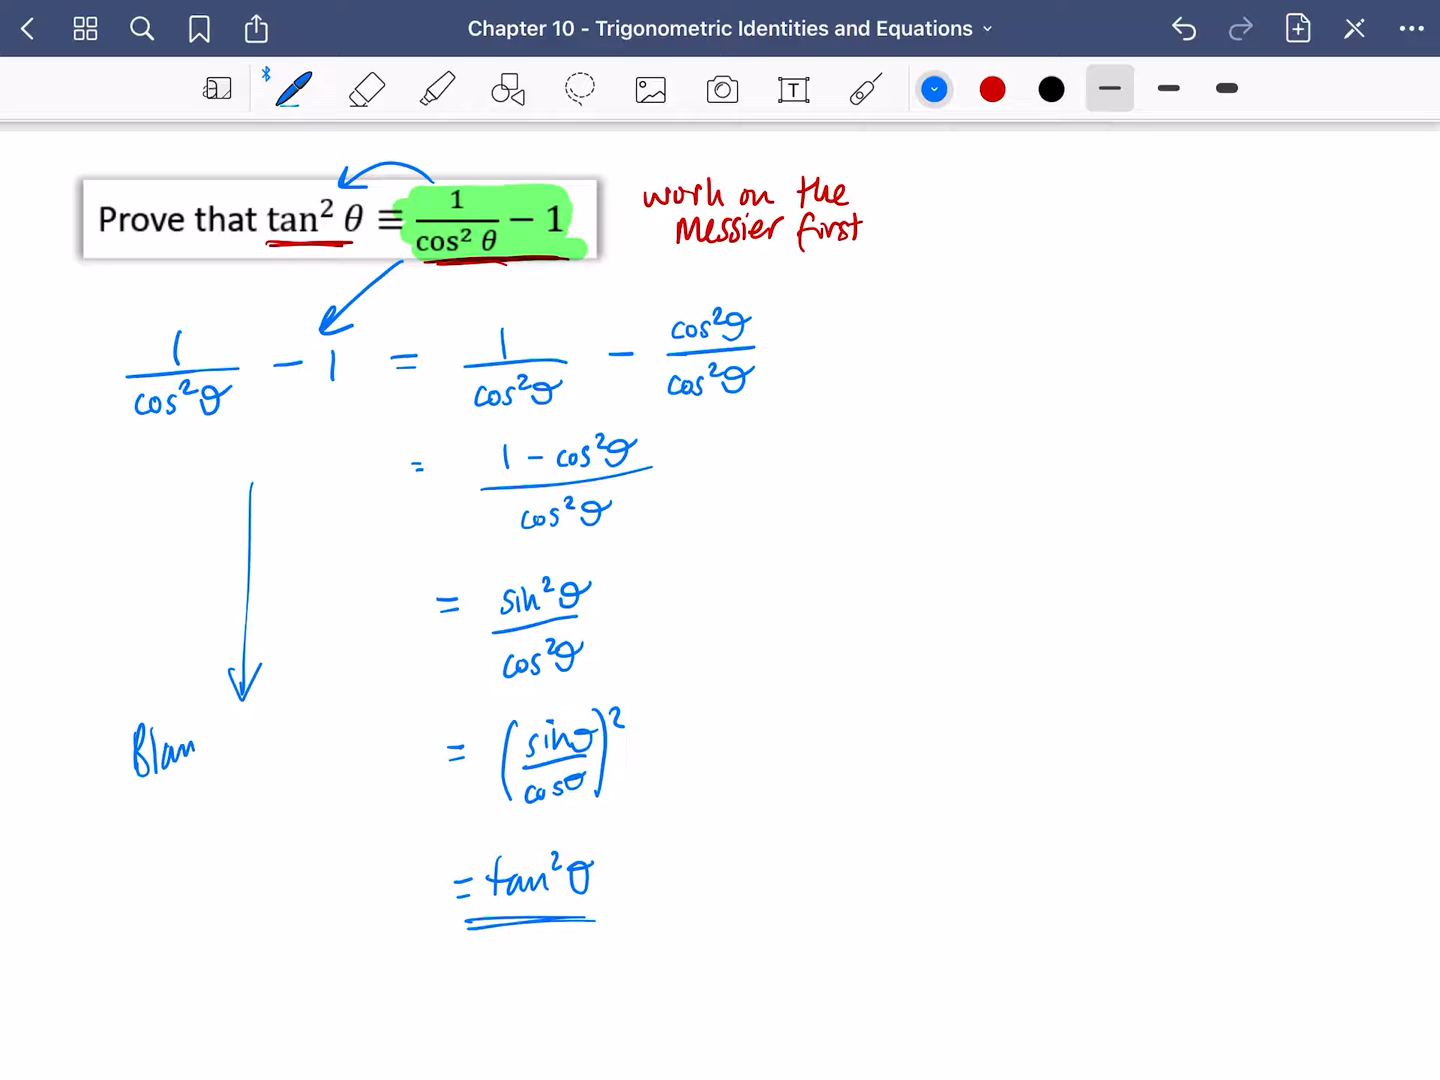 Chapter 10 - Trigonometric Identities and Equations
T
Prove that tan² θ ≡ 1/cos² θ − 1
work on the
Messier first
1/cos²θ − 1 = 1/cos²θ − cos²θ/cos²θ
= (1 − cos²θ)/cos²θ
= sin²θ/cos²θ
Blan
= (sinθ/cosθ)²
= tan²θ